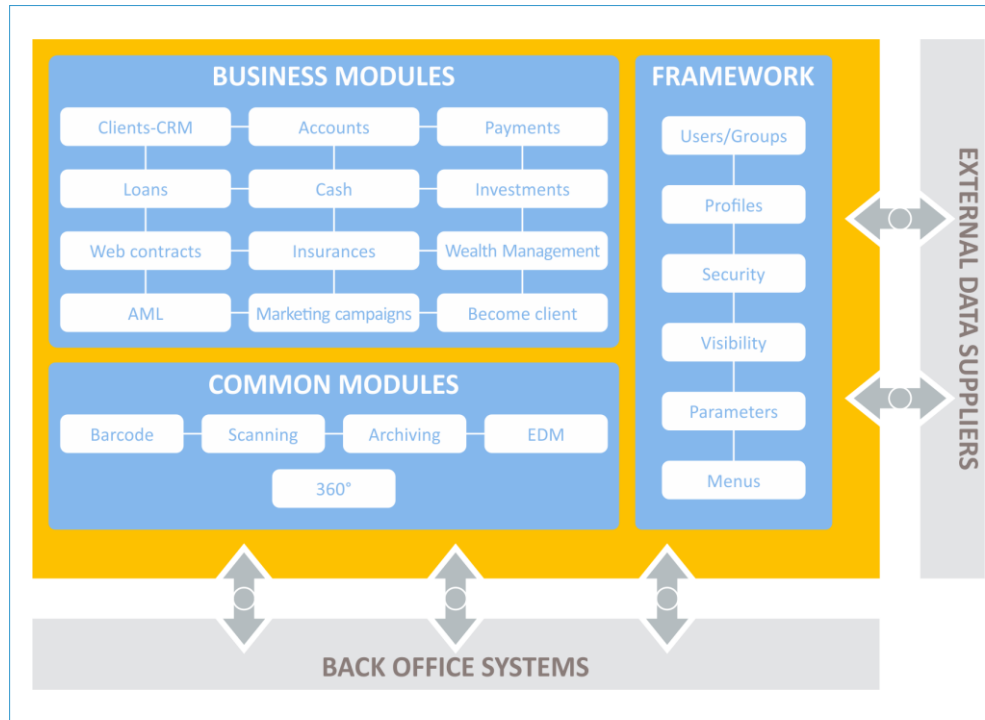 BUSINESS MODULES
Clients-CRM
Accounts
Payments
Loans
Cash
Investments
Web contracts
Insurances
Wealth Management
AML
Marketing campaigns
Become client
COMMON MODULES
Barcode
Scanning
Archiving
EDM
360°
FRAMEWORK
Users/Groups
Profiles
Security
Visibility
Parameters
Menus
EXTERNAL DATA SUPPLIERS
BACK OFFICE SYSTEMS